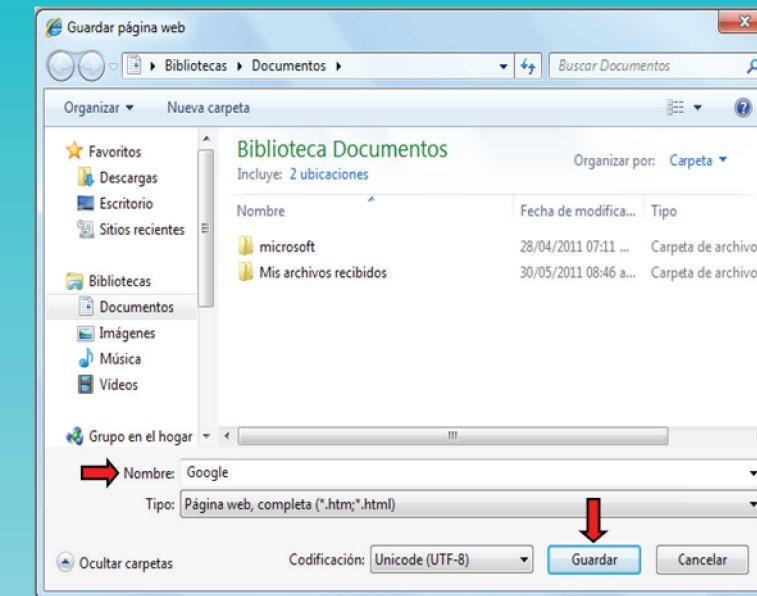 Guardar página web
Bibliotecas Documentos
Buscar Documentos
Organizar Nueva carpeta
Favoritos
Descargas
Escritorio
Sitios recientes
Bibliotecas
Documentos
Imágenes
Música
Vídeos
Grupo en el hogar
Biblioteca Documentos
Incluye: 2 ubicaciones
Organizar por: Carpeta
Nombre Fecha de modifica... Tipo
microsoft 28/04/2011 07:11 ... Carpeta de archivo
Mis archivos recibidos 30/05/2011 08:46 a... Carpeta de archivo
Nombre: Google
Tipo: Página web, completa (*.htm;*.html)
Ocultar carpetas Codificación: Unicode (UTF-8) Guardar Cancelar